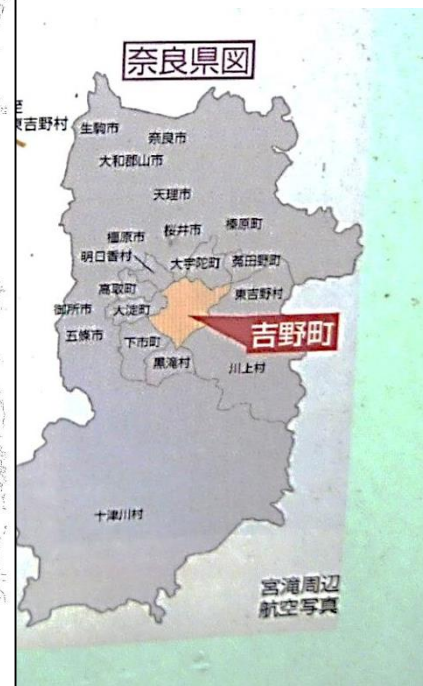 奈良県図
至
東吉野村
生駒市
奈良市
大和郡山市
天理市
榛原町
桜井市
橿原市
明日香村
大宇陀町
菟田野町
高取町
東吉野村
御所市
大淀町
吉野町
五條市
下市町
黒滝村
川上村
十津川村
宮滝周辺
航空写真